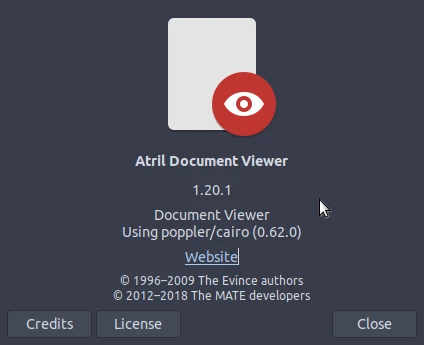 Atril Document Viewer
1.20.1
Document Viewer
Using poppler/cairo (0.62.0)
Website
© 1996–2009 The Evince authors
© 2012–2018 The MATE developers
Credits
License
Close